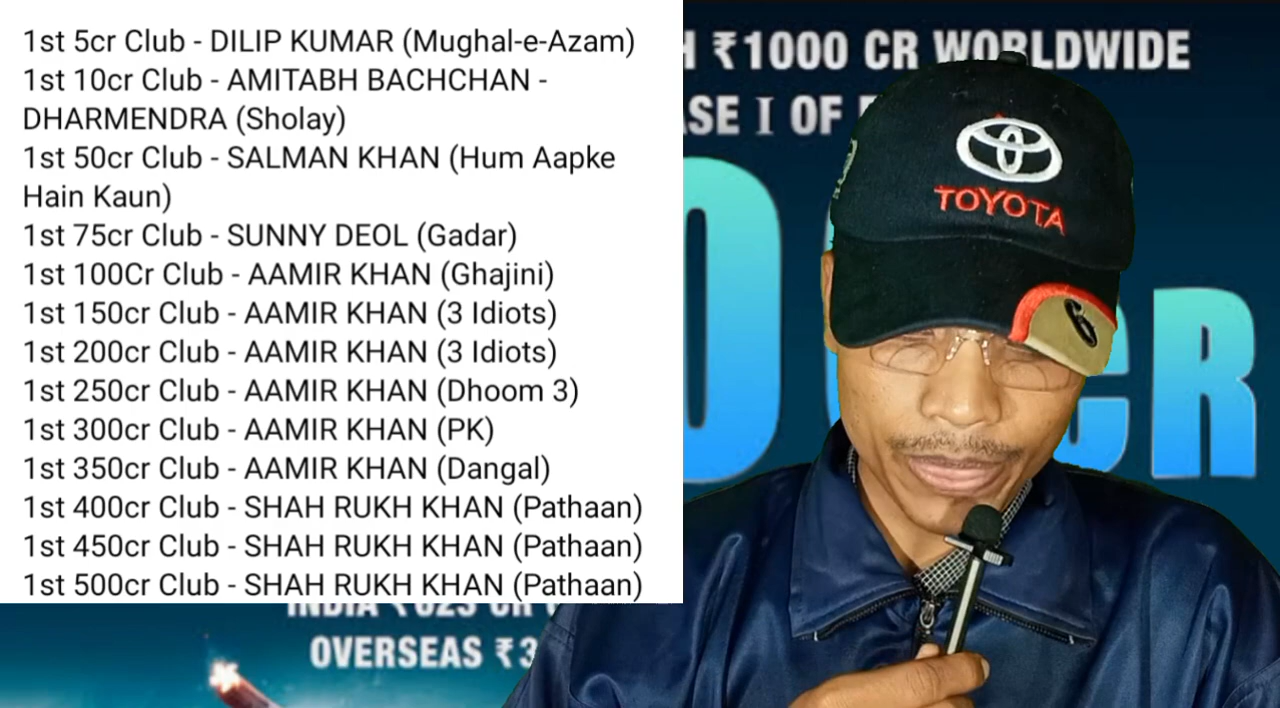 1st 5cr Club - DILIP KUMAR (Mughal-e-Azam)
1st 10cr Club - AMITABH BACHCHAN -
DHARMENDRA (Sholay)
1st 50cr Club - SALMAN KHAN (Hum Aapke
Hain Kaun)
1st 75cr Club - SUNNY DEOL (Gadar)
1st 100Cr Club - AAMIR KHAN (Ghajini)
1st 150cr Club - AAMIR KHAN (3 Idiots)
1st 200cr Club - AAMIR KHAN (3 Idiots)
1st 250cr Club - AAMIR KHAN (Dhoom 3)
1st 300cr Club - AAMIR KHAN (PK)
1st 350cr Club - AAMIR KHAN (Dangal)
1st 400cr Club - SHAH RUKH KHAN (Pathaan)
1st 450cr Club - SHAH RUKH KHAN (Pathaan)
1st 500cr Club - SHAH RUKH KHAN (Pathaan)
₹1000 CR WORLDWIDE
I OF
CR
TOYOTA
6
INDIA ₹ CR
OVERSEAS ₹3